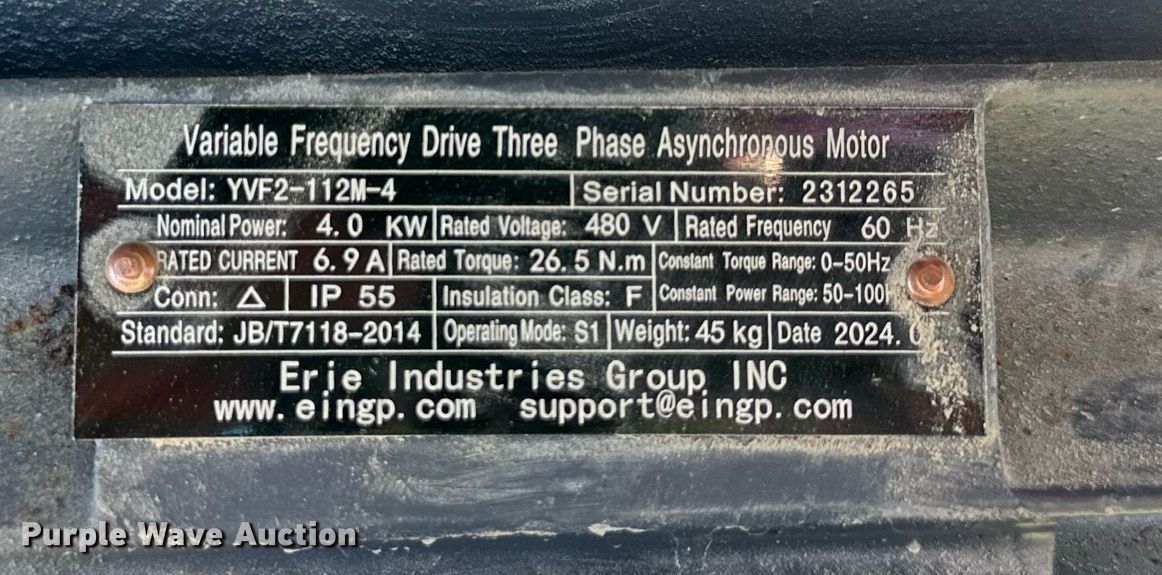 Variable Frequency Drive Three Phase Asynchronous Motor
Model: YVF2-112M-4 Serial Number: 2312265
Nominal Power: 4.0 KW Rated Voltage: 480 V Rated Frequency 60 Hz
RATED CURRENT 6.9 A Rated Torque: 26.5 N.m Constant Torque Range: 0-50Hz
Conn: △ IP 55 Insulation Class: F Constant Power Range: 50-100H
Standard: JB/T7118-2014 Operating Mode: S1 Weight: 45 kg Date 2024.0
Erie Industries Group INC
www.eingp.com support@eingp.com
Purple Wave Auction